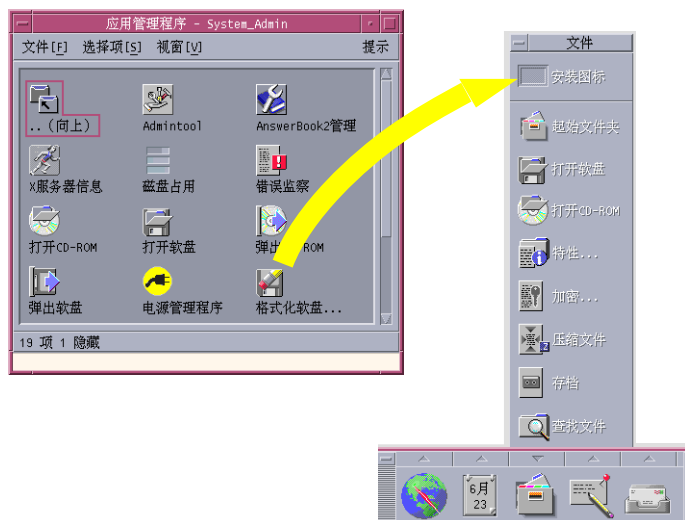 应用管理程序 - System_Admin
文件[F] 选择项[S] 视窗[V] 提示
..(向上)
Admintool
AnswerBook2管理
X服务器信息
磁盘占用
错误监察
打开CD-ROM
打开软盘
弹出 ROM
弹出软盘
电源管理程序
格式化软盘...
19 项 1 隐藏
文件
安装图标
起始文件夹
打开软盘
打开CD-ROM
特性...
加密...
压缩文件
存档
查找文件
6月
23